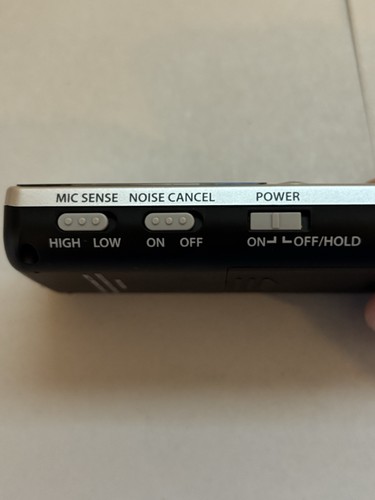 MIC SENSE NOISE CANCEL POWER
HIGH LOW ON OFF ON OFF/HOLD